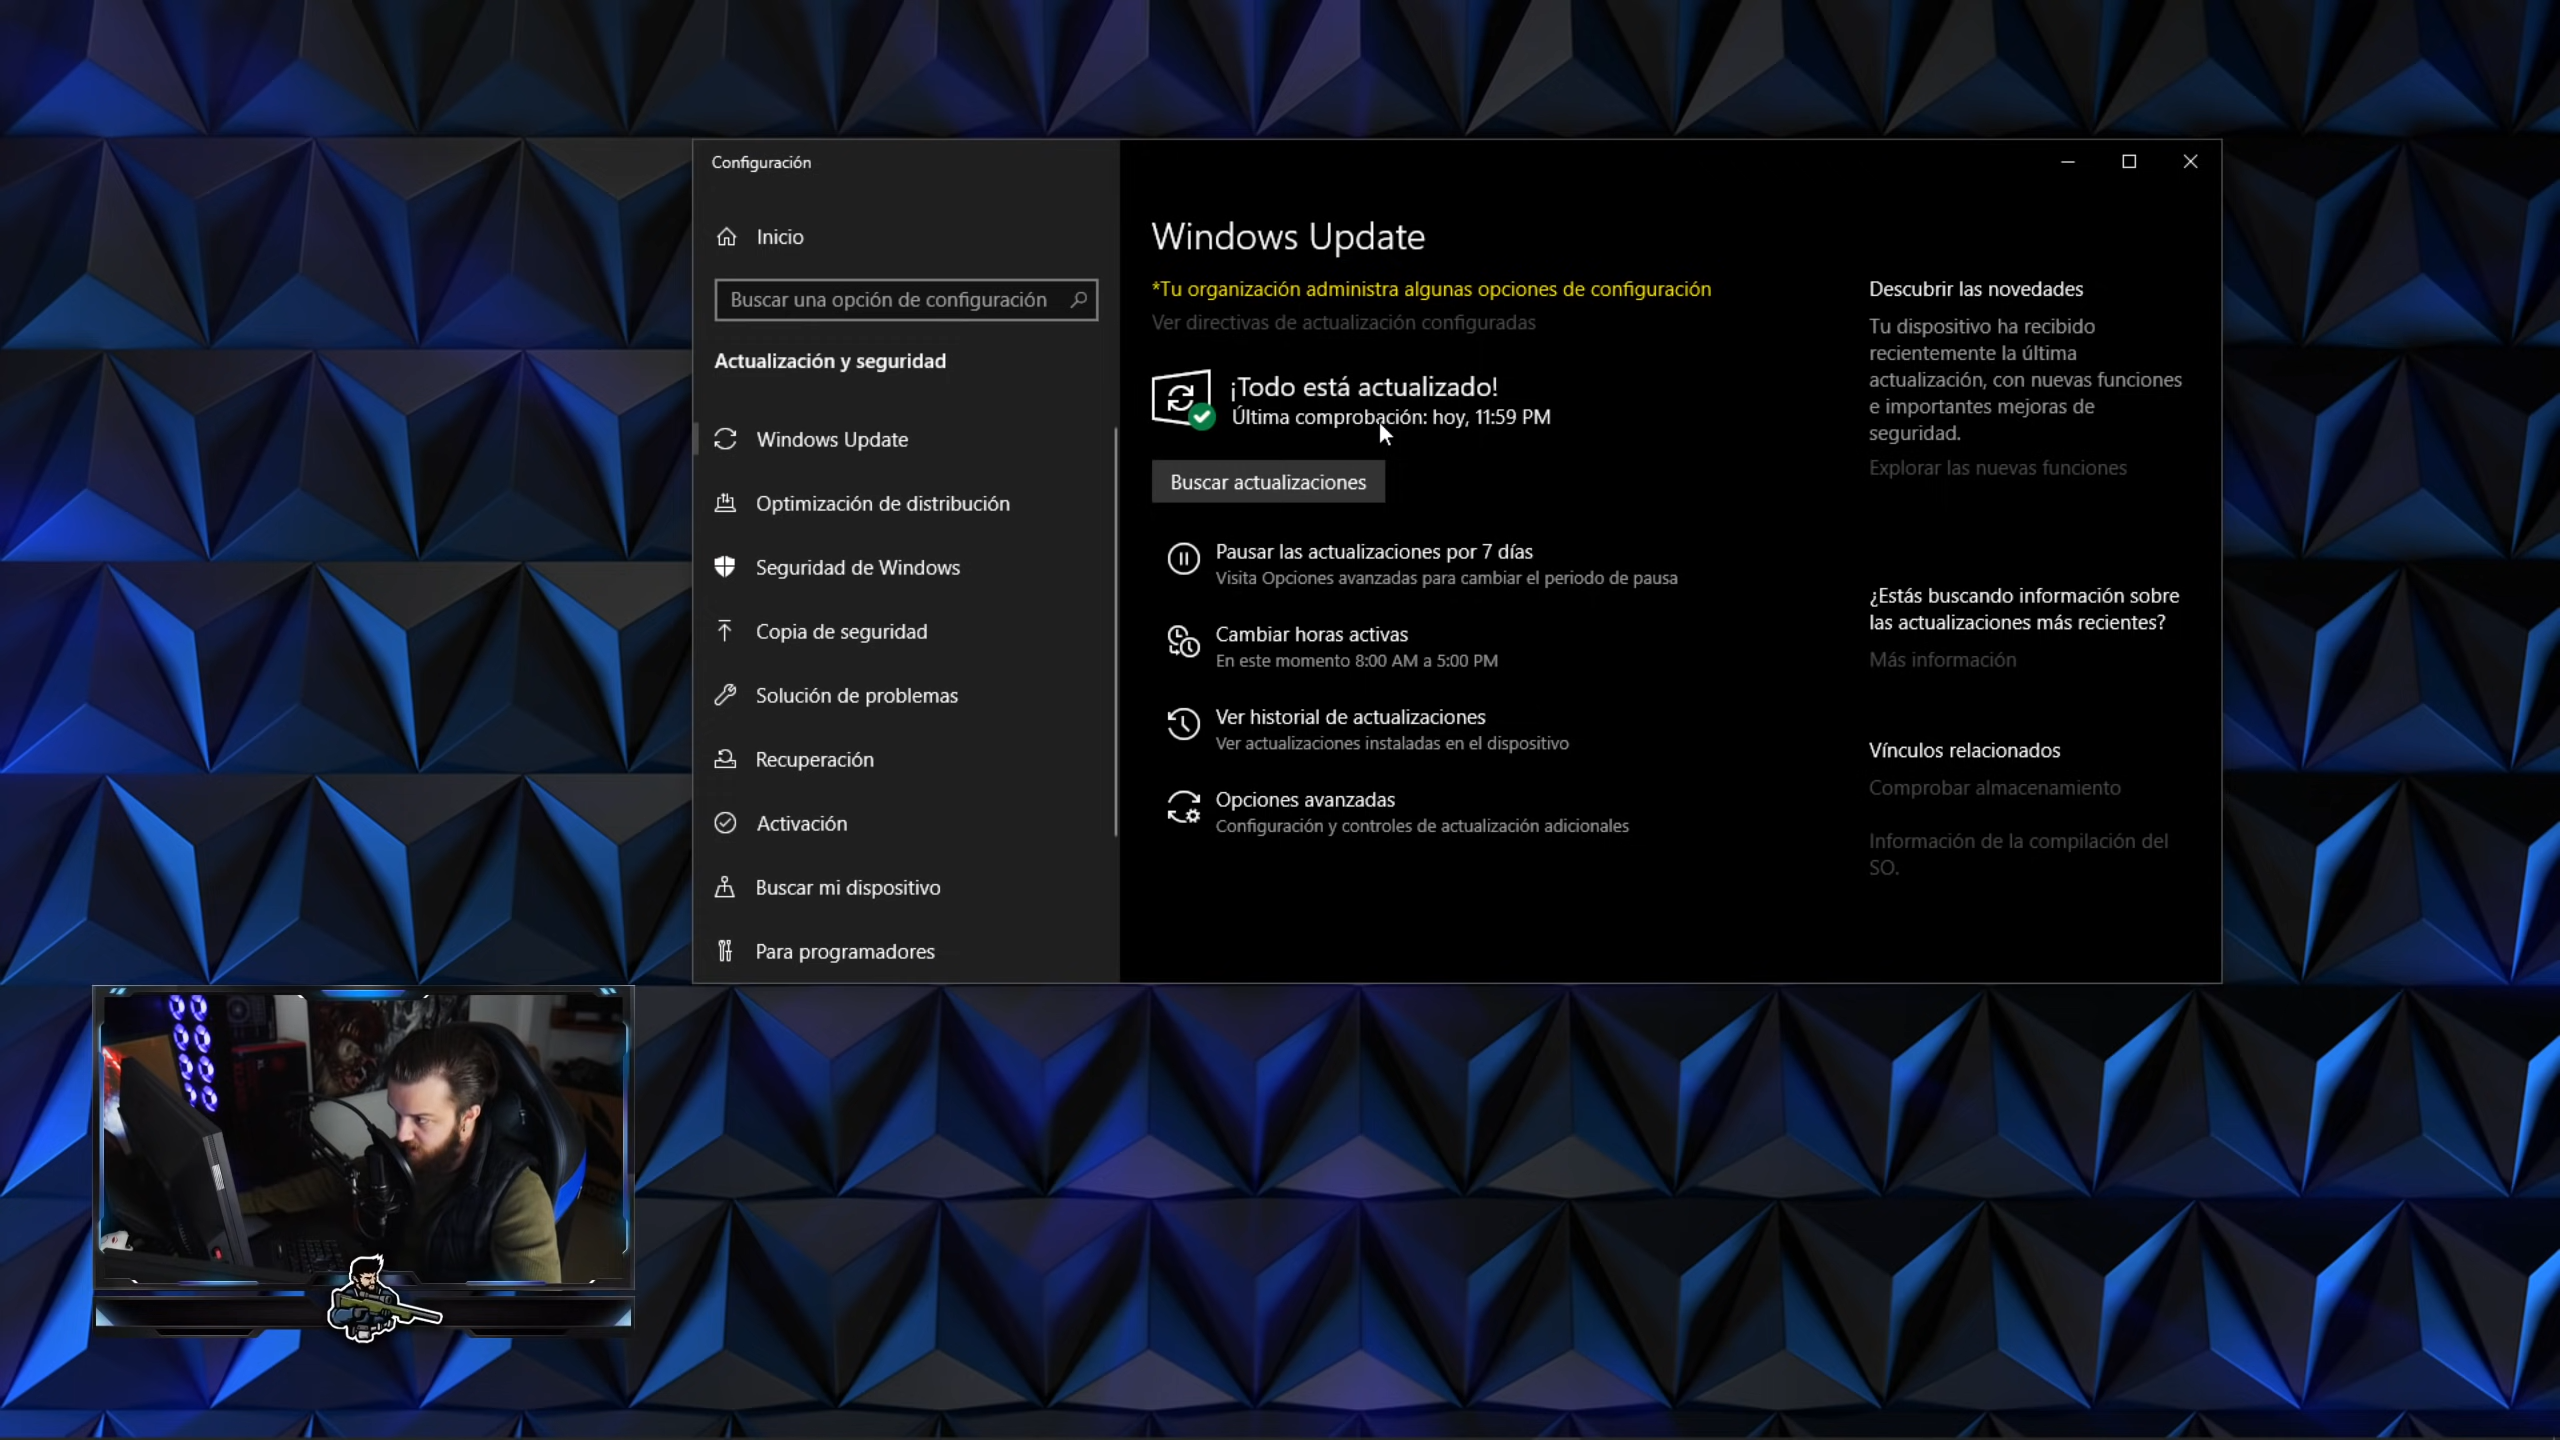 Configuración
Inicio
Buscar una opción de configuración
Actualización y seguridad
Windows Update
Optimización de distribución
Seguridad de Windows
Copia de seguridad
Solución de problemas
Recuperación
Activación
Buscar mi dispositivo
Para programadores
Windows Update
*Tu organización administra algunas opciones de configuración
Ver directivas de actualización configuradas
¡Todo está actualizado!
Última comprobación: hoy, 11:59 PM
Buscar actualizaciones
Pausar las actualizaciones por 7 días
Visita Opciones avanzadas para cambiar el periodo de pausa
Cambiar horas activas
En este momento 8:00 AM a 5:00 PM
Ver historial de actualizaciones
Ver actualizaciones instaladas en el dispositivo
Opciones avanzadas
Configuración y controles de actualización adicionales
Descubrir las novedades
Tu dispositivo ha recibido
recientemente la última
actualización, con nuevas funciones
e importantes mejoras de
seguridad.
Explorar las nuevas funciones
¿Estás buscando información sobre
las actualizaciones más recientes?
Más información
Vínculos relacionados
Comprobar almacenamiento
Información de la compilación del
SO.